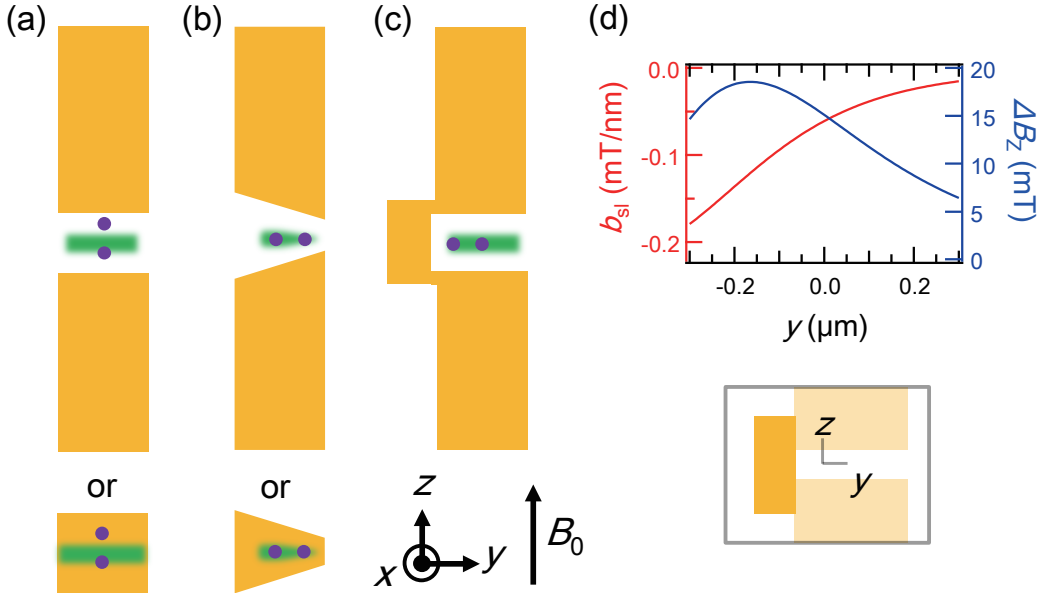 (a)
(b)
(c)
(d)
0.0
-0.1
-0.2
b_sl (mT/nm)
20
15
10
5
0
ΔB_Z (mT)
-0.2
0.0
0.2
y (μm)
or
or
z
y
x
B_0
z
y